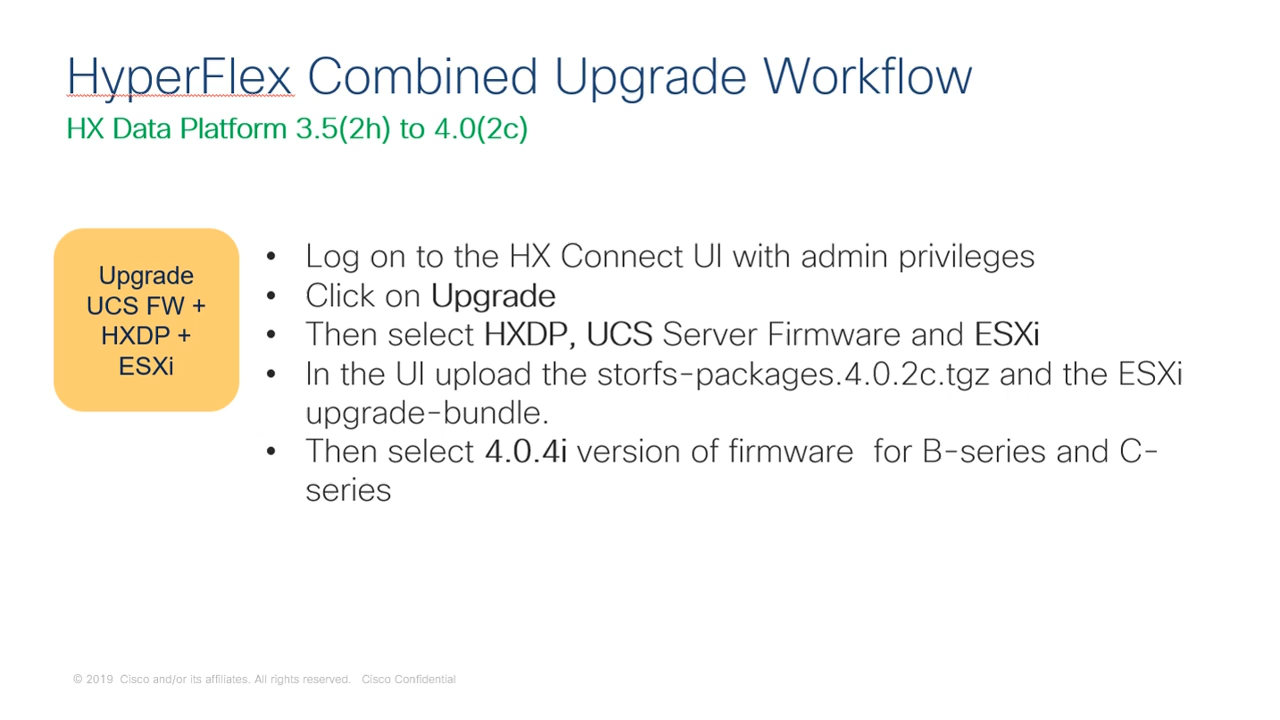 HyperFlex Combined Upgrade Workflow
HX Data Platform 3.5(2h) to 4.0(2c)
Upgrade
UCS FW +
HXDP +
ESXi
• Log on to the HX Connect UI with admin privileges
• Click on Upgrade
• Then select HXDP, UCS Server Firmware and ESXi
• In the UI upload the storfs-packages.4.0.2c.tgz and the ESXi
upgrade-bundle.
• Then select 4.0.4i version of firmware  for B-series and C-
series
© 2019 Cisco and/or its affiliates. All rights reserved. Cisco Confidential